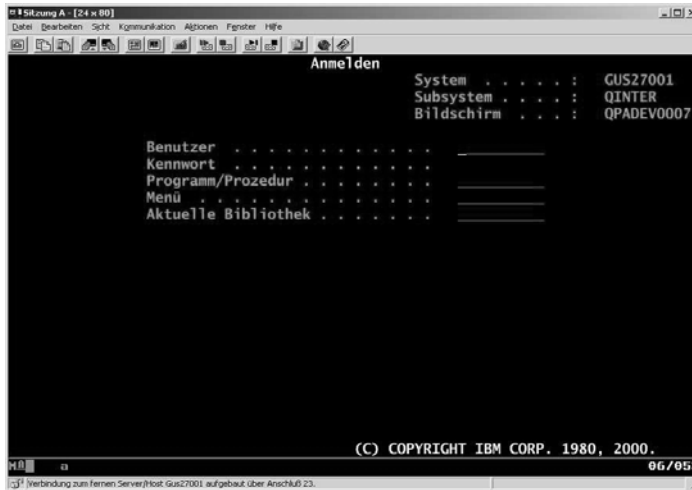 Sitzung A - [24 x 80]
Datei Bearbeiten Sicht Kommunikation Aktionen Fenster Hilfe
Anmelden
System . . . . . : GUS27001
Subsystem . . . . : QINTER
Bildschirm . . . : QPADEV0007
Benutzer . . . . . . . . . . . . .
Kennwort . . . . . . . . . . . . .
Programm/Prozedur . . . . . . . .
Menü . . . . . . . . . . . . . . .
Aktuelle Bibliothek . . . . . . .
(C) COPYRIGHT IBM CORP. 1980, 2000.
MA a 06/05
Verbindung zum fernen Server/Host Gus27001 aufgebaut über Anschluß 23.